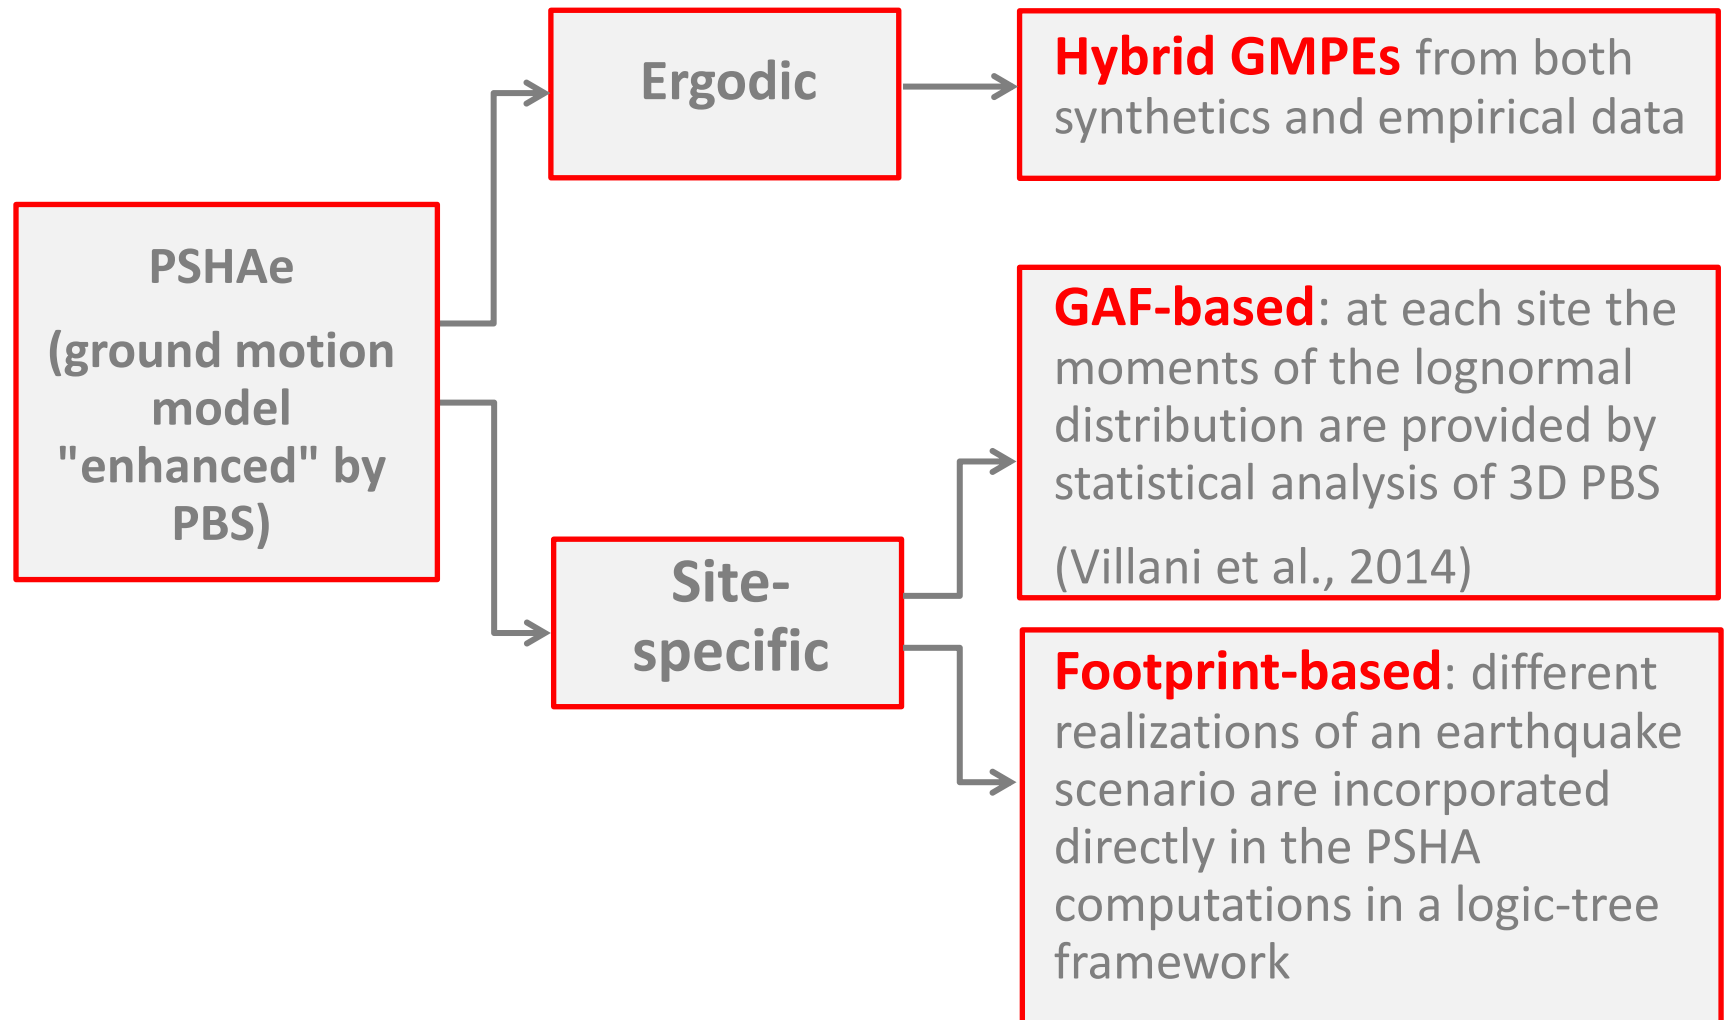 Ergodic
Hybrid GMPEs from both
synthetics and empirical data
PSHAe
(ground motion
model
"enhanced" by
PBS)
GAF-based: at each site the
moments of the lognormal
distribution are provided by
statistical analysis of 3D PBS
(Villani et al., 2014)
Site-
specific
Footprint-based: different
realizations of an earthquake
scenario are incorporated
directly in the PSHA
computations in a logic-tree
framework